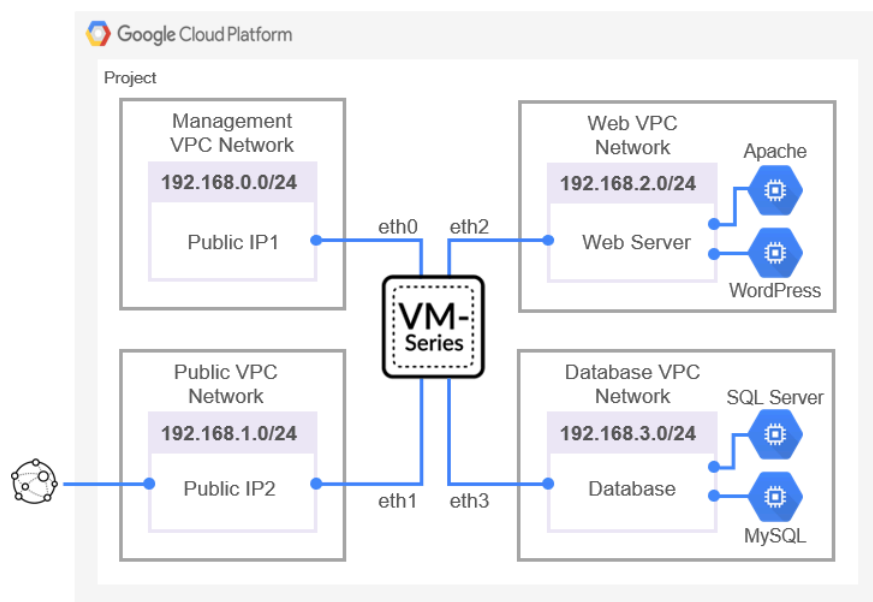 Google Cloud Platform
Project
Management
VPC Network
192.168.0.0/24
Public IP1
eth0
eth2
Web VPC
Network
192.168.2.0/24
Web Server
Apache
WordPress
VM-
Series
Public VPC
Network
192.168.1.0/24
Public IP2
eth1
eth3
Database VPC
Network
192.168.3.0/24
Database
SQL Server
MySQL